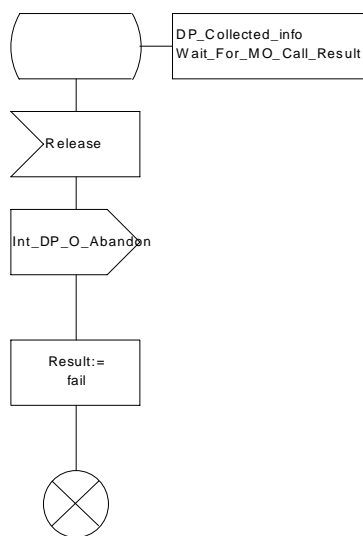 DP_Collected_info
Wait_For_MO_Call_Result
Release
Int_DP_O_Abandon
Result:=
fail